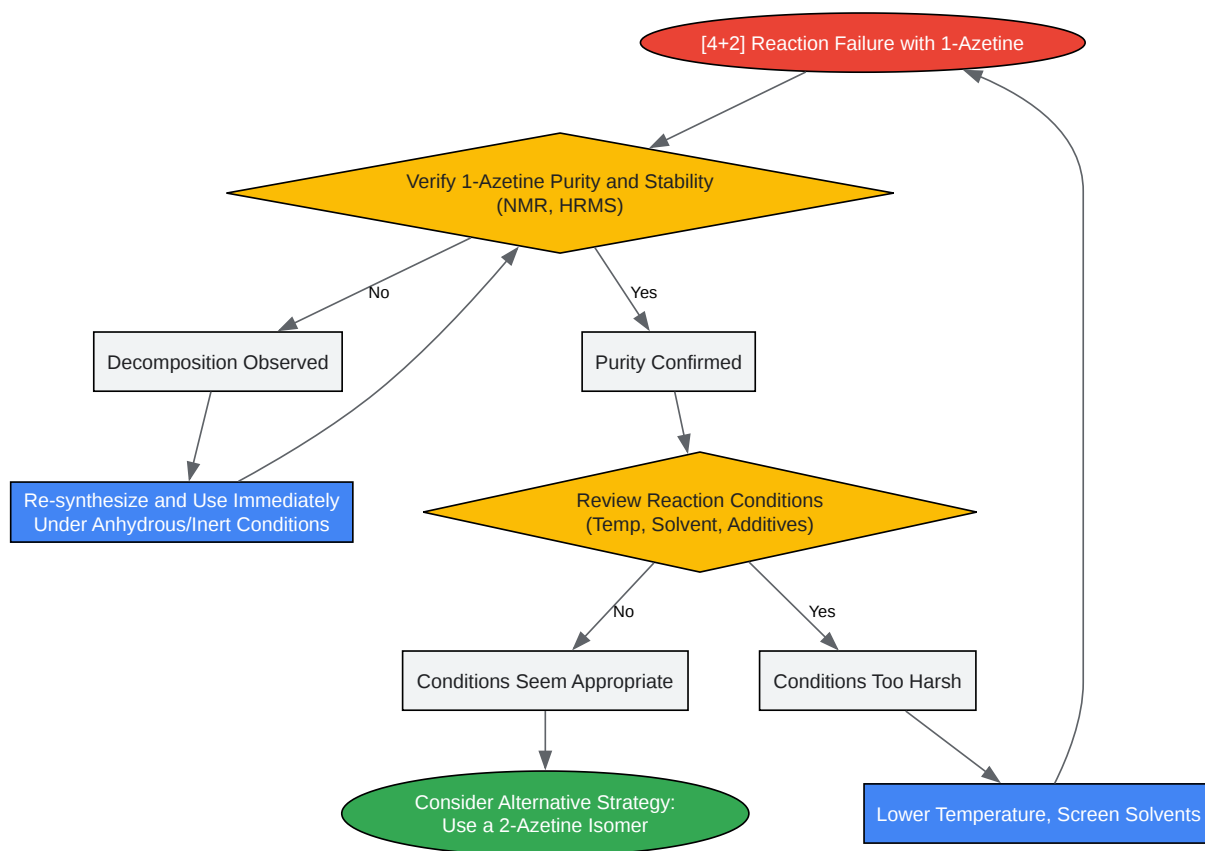 [4+2] Reaction Failure with 1-Azetine
Verify 1-Azetine Purity and Stability
(NMR, HRMS)
No
Yes
Decomposition Observed
Purity Confirmed
Re-synthesize and Use Immediately
Under Anhydrous/Inert Conditions
Review Reaction Conditions
(Temp, Solvent, Additives)
No
Yes
Conditions Seem Appropriate
Conditions Too Harsh
Consider Alternative Strategy:
Use a 2-Azetine Isomer
Lower Temperature, Screen Solvents